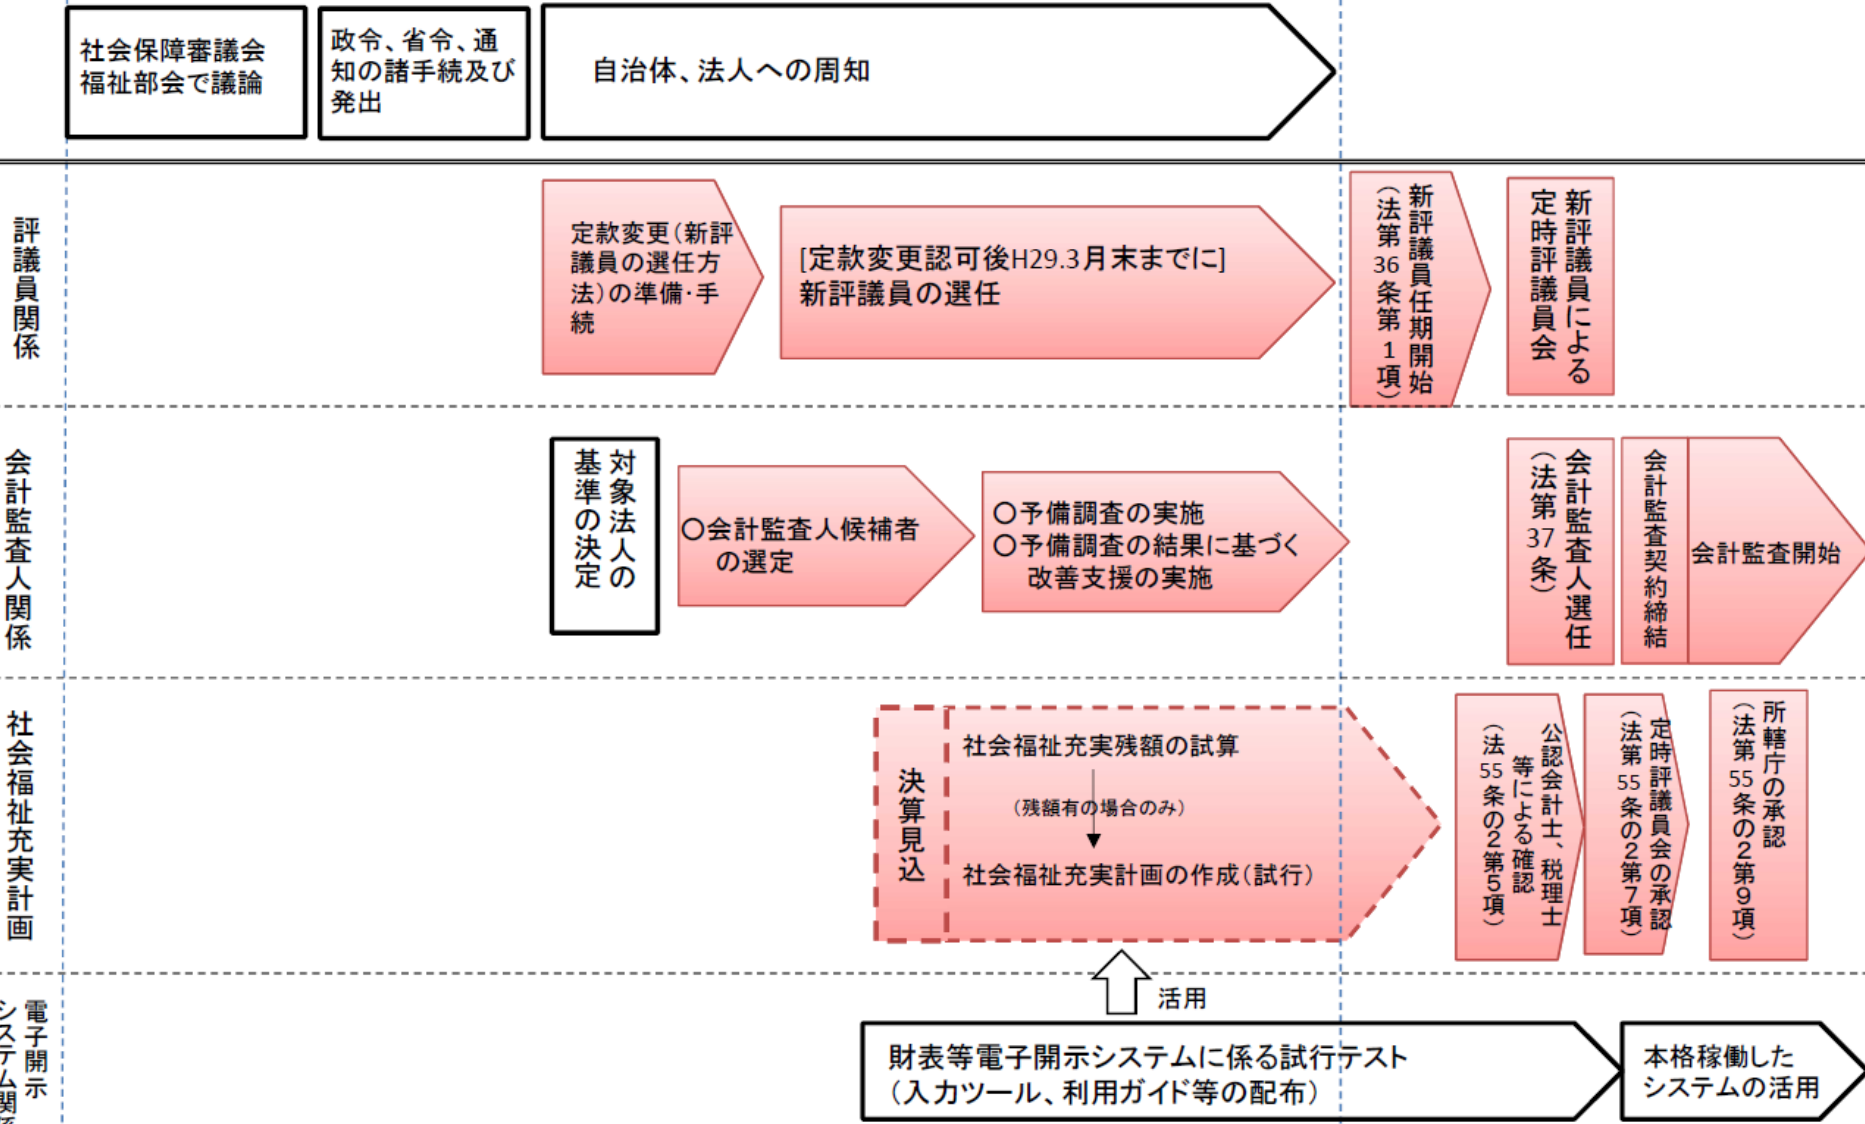 社会保障審議会
福祉部会で議論
政令、省令、通
知の諸手続及び
発出
自治体、法人への周知
評議員関係
定款変更（新評
議員の選任方
法）の準備・手
続
[定款変更認可後H29.3月末までに]
新評議員の選任
新評議員任期開始
（法第36条第1項）
新評議員による
定時評議員会
会計監査人関係
対象法人の
基準の決定
〇会計監査人候補者
の選定
〇予備調査の実施
〇予備調査の結果に基づく
改善支援の実施
会計監査人選任
（法第37条）
会計監査契約締結
会計監査開始
社会福祉充実計画
決算見込
社会福祉充実残額の試算
（残額有の場合のみ）
社会福祉充実計画の作成（試行）
公認会計士、税理士
等による確認
（法55条の2第5項）
定時評議員会の承認
（法第55条の2第7項）
所轄庁の承認
（法第55条の2第9項）
活用
電子開示
システム関係
財表等電子開示システムに係る試行テスト
（入力ツール、利用ガイド等の配布）
本格稼働した
システムの活用